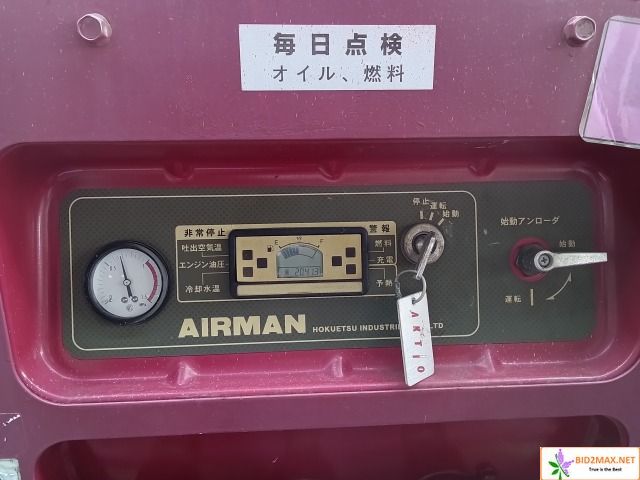 毎日点検
オイル、燃料
非常停止
吐出空気温
エンジン油圧
冷却水温
E
F
20413
警報
燃料
充電
予熱
停止
運転
始動
始動アンローダ
始動
運転
AIRMAN
HOKUETSU INDUSTRIES LTD
AKTIO
BID2MAX.NET
True is the Best